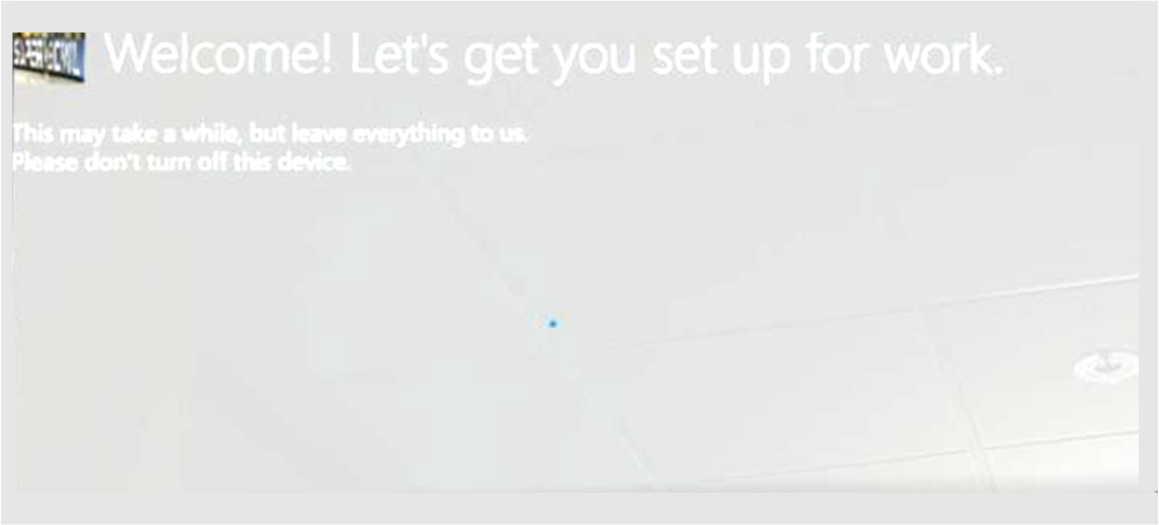 Welcome! Let's get you set up for work.
This may take a while, but leave everything to us.
Please don't turn off this device.